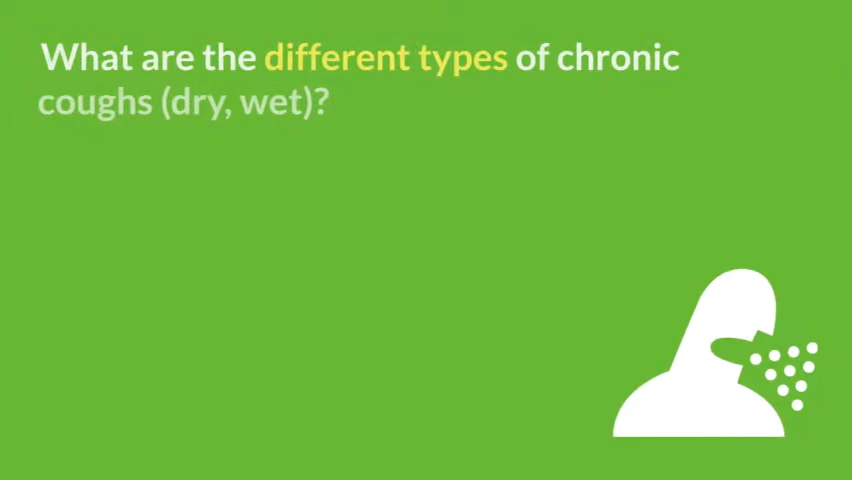 What are the different types of chronic
coughs (dry, wet)?